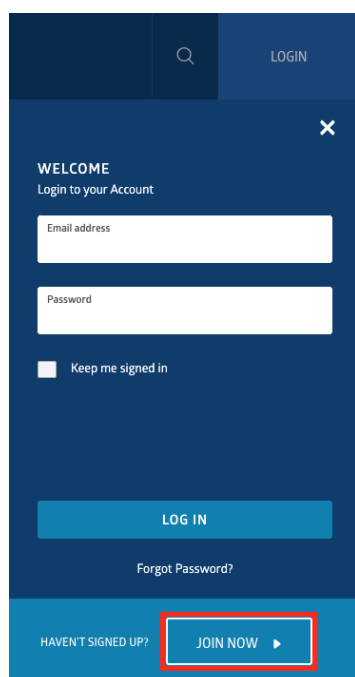 LOGIN
WELCOME
Login to your Account
Email address
Password
Keep me signed in
LOG IN
Forgot Password?
HAVEN'T SIGNED UP? JOIN NOW